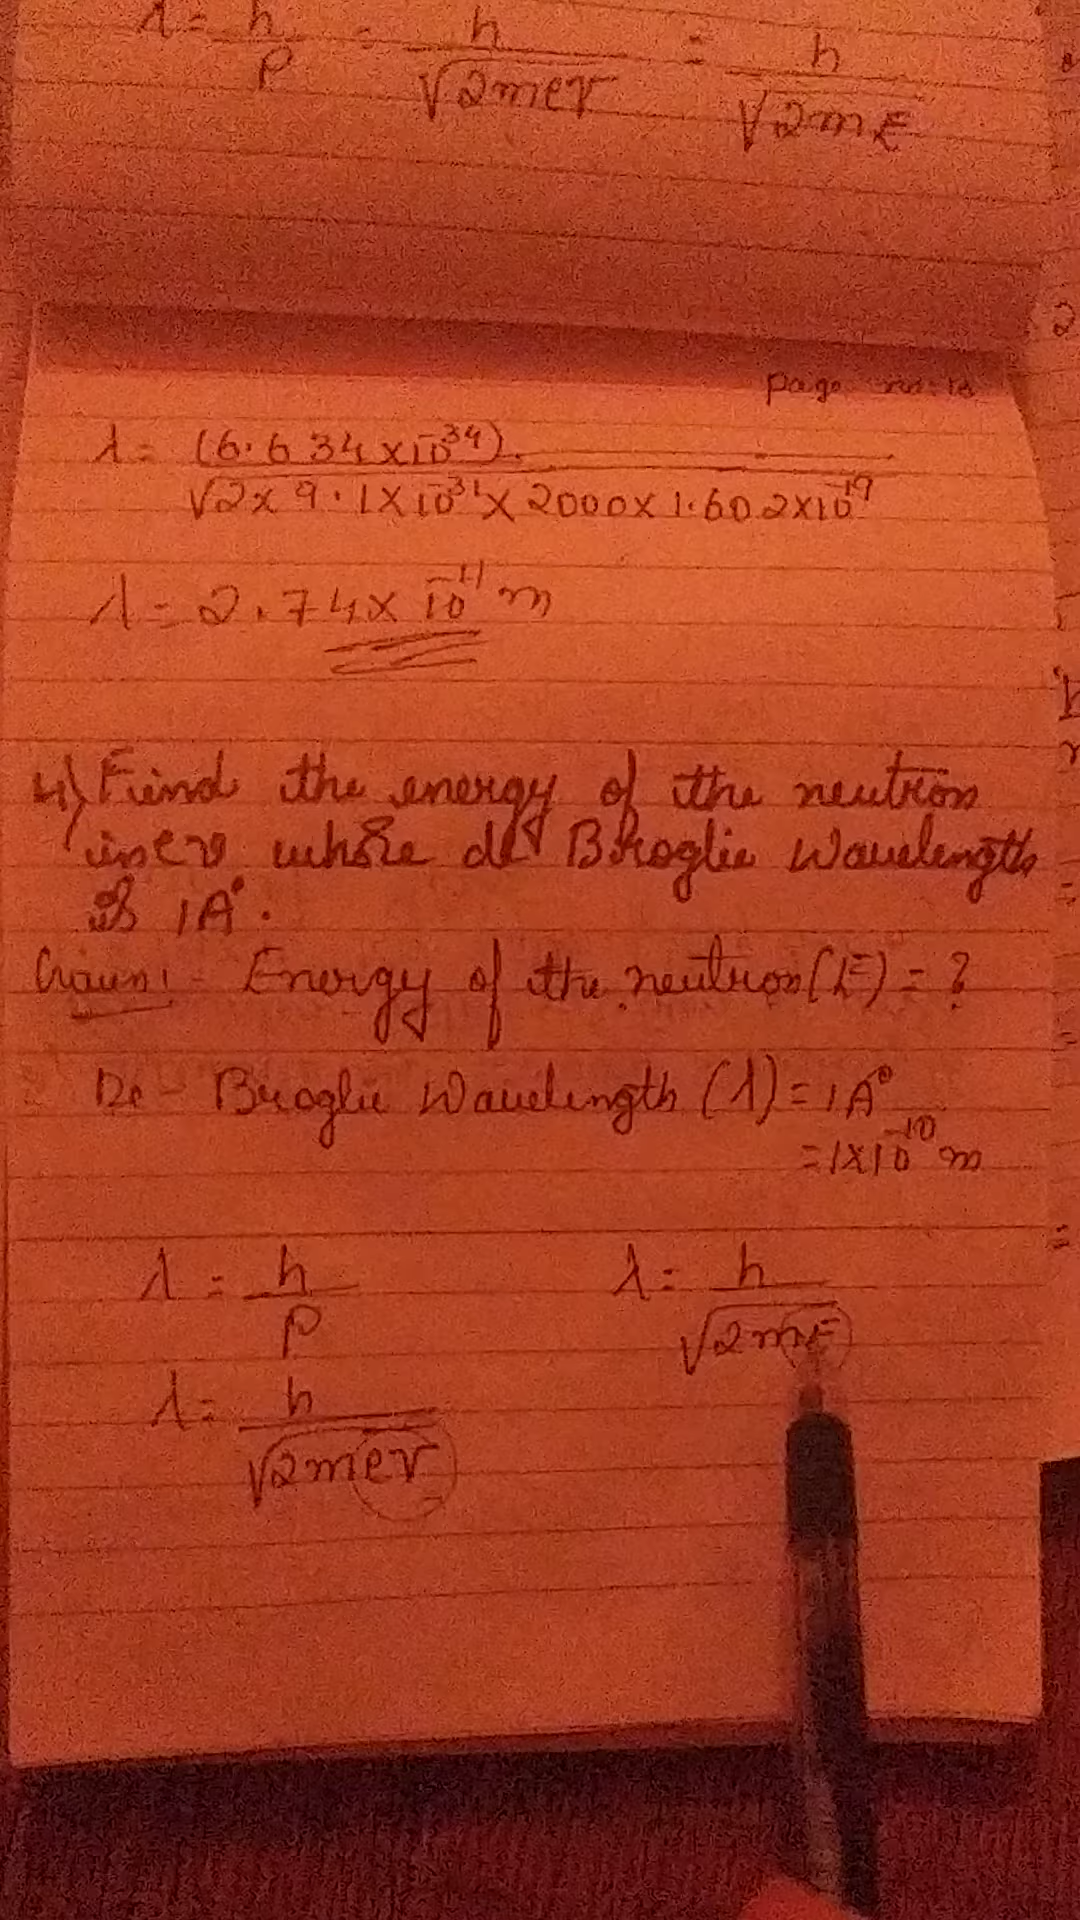 λ = h/P = h/√2meV = h/√2mE
Page no: 18
λ = (6.634×10^-34)
√2×9.1×10^-31×2000×1.602×10^-19
λ = 2.74×10^-11 m
4) Find the energy of the neutron
in eV whose de Broglie Wavelength
is 1A°.
Given:- Energy of the neutron(E) = ?
De - Broglie Wavelength (λ) = 1A°
= 1×10^-10 m
λ = h/P λ = h/√2mE
λ = h/√2meV